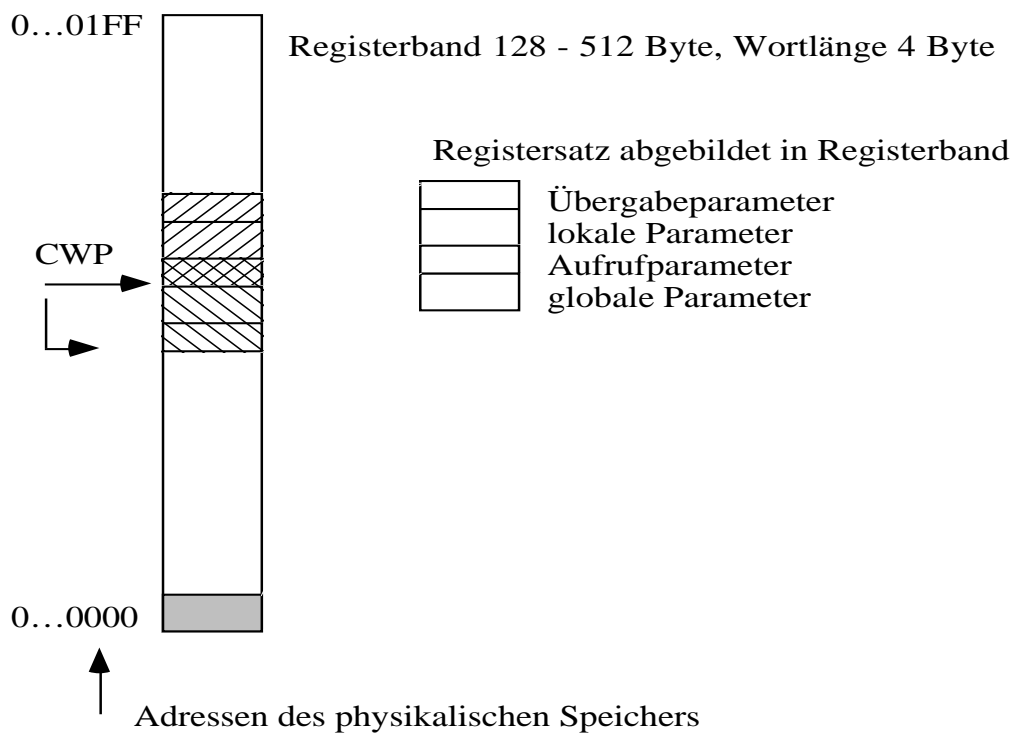 0…01FF
Registerband 128 - 512 Byte, Wortlänge 4 Byte
Registersatz abgebildet in Registerband
Übergabeparameter
lokale Parameter
CWP
Aufrufparameter
globale Parameter
0…0000
Adressen des physikalischen Speichers